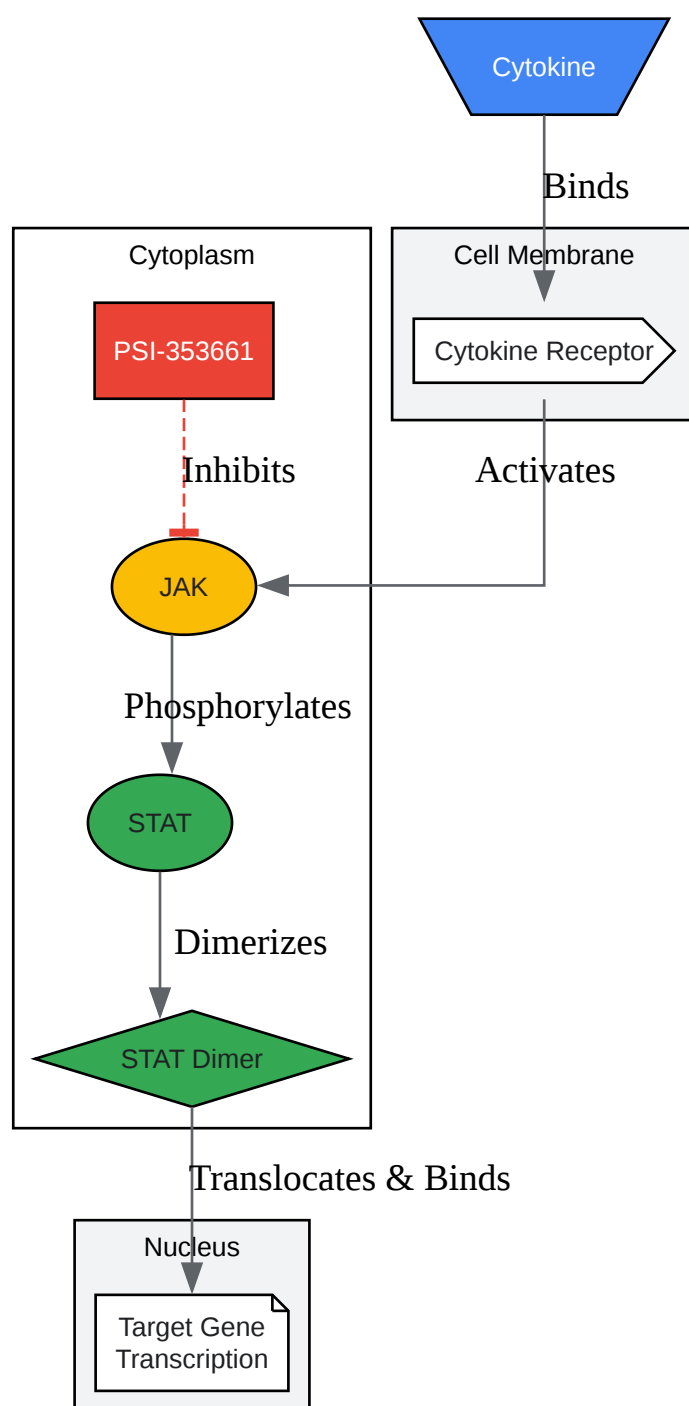 Cytokine
Binds
Cytoplasm
Cell Membrane
PSI-353661
Cytokine Receptor
Inhibits
Activates
JAK
Phosphorylates
STAT
Dimerizes
STAT Dimer
Translocates & Binds
Nucleus
Target Gene
Transcription